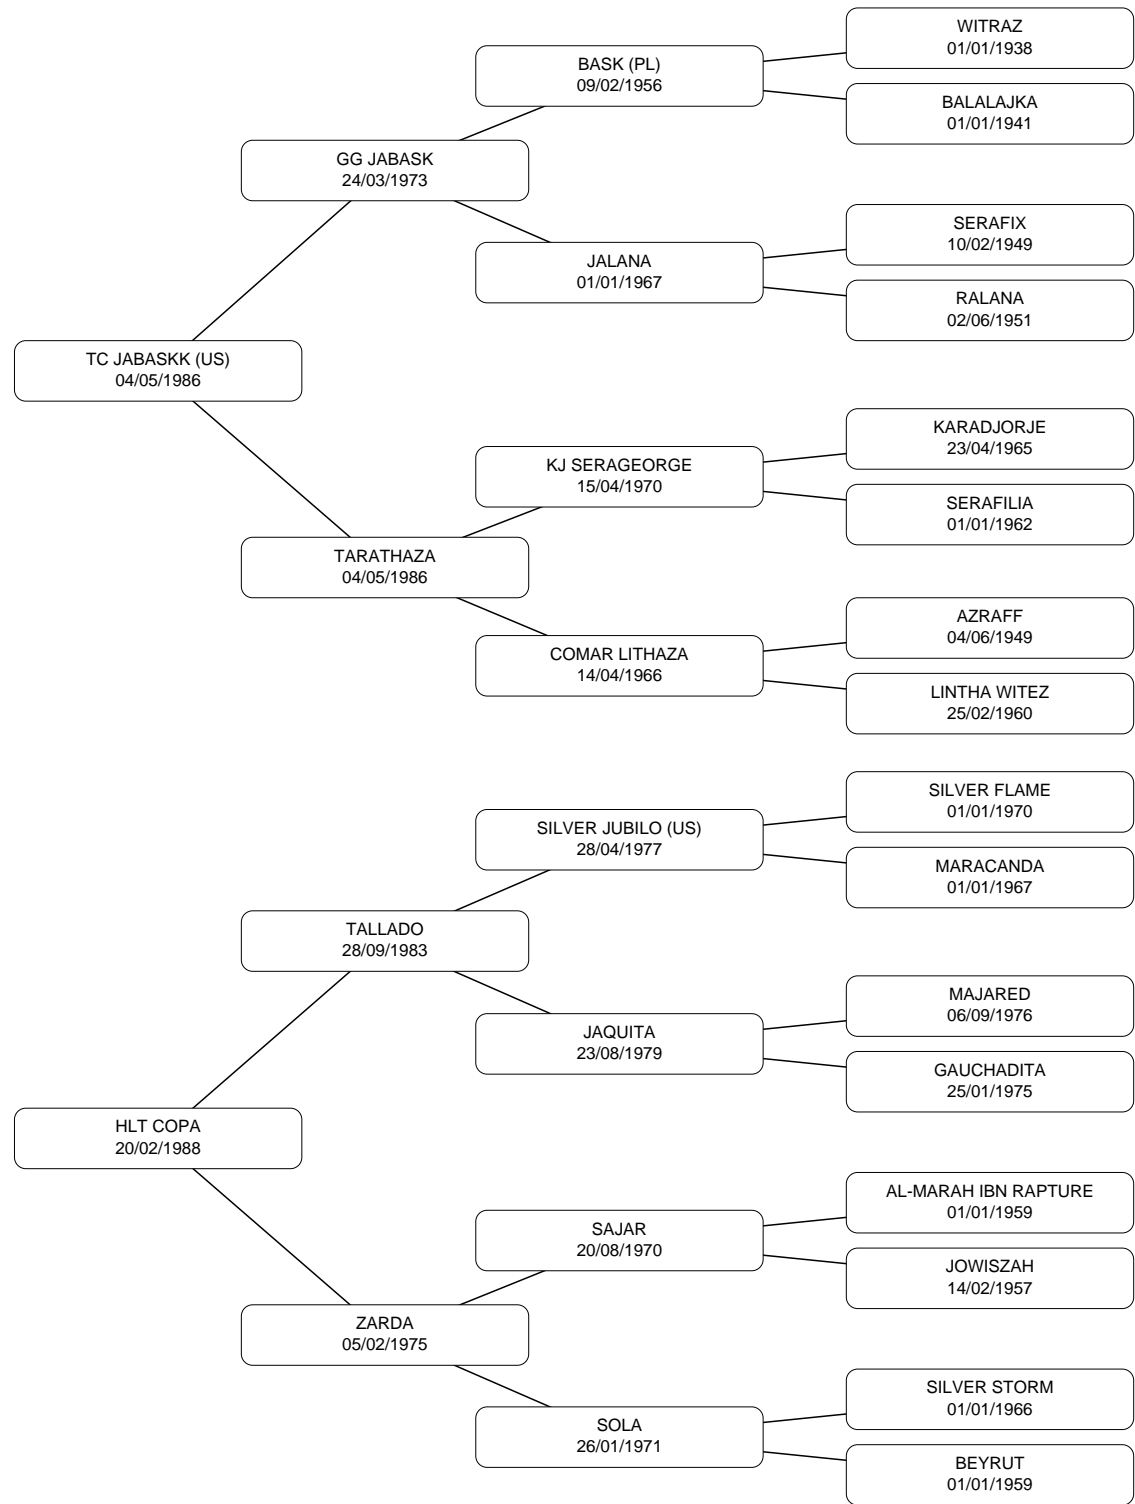 WITRAZ
01/01/1938
BASK (PL)
09/02/1956
BALALAJKA
01/01/1941
GG JABASK
24/03/1973
SERAFIX
10/02/1949
JALANA
01/01/1967
RALANA
02/06/1951
TC JABASKK (US)
04/05/1986
KARADJORJE
23/04/1965
KJ SERAGEORGE
15/04/1970
SERAFILIA
01/01/1962
TARATHAZA
04/05/1986
AZRAFF
04/06/1949
COMAR LITHAZA
14/04/1966
LINTHA WITEZ
25/02/1960
SILVER FLAME
01/01/1970
SILVER JUBILO (US)
28/04/1977
MARACANDA
01/01/1967
TALLADO
28/09/1983
MAJARED
06/09/1976
JAQUITA
23/08/1979
GAUCHADITA
25/01/1975
HLT COPA
20/02/1988
AL-MARAH IBN RAPTURE
01/01/1959
SAJAR
20/08/1970
JOWISZAH
14/02/1957
ZARDA
05/02/1975
SILVER STORM
01/01/1966
SOLA
26/01/1971
BEYRUT
01/01/1959